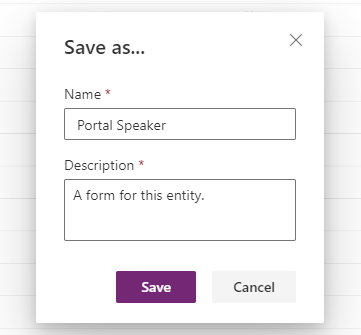 Save as...
Name *
Portal Speaker
Description *
A form for this entity.
Save
Cancel